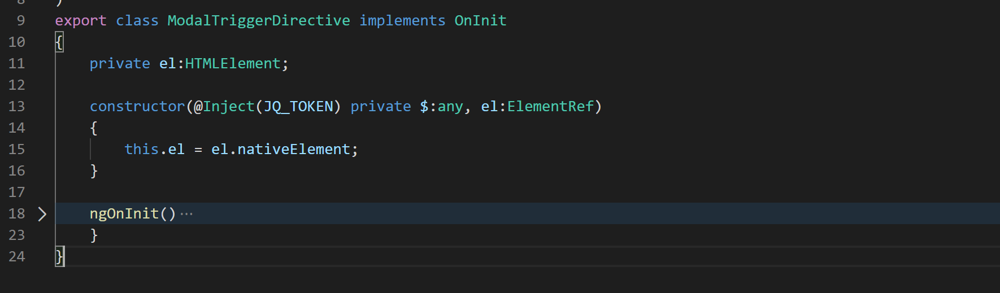 8 )
9 export class ModalTriggerDirective implements OnInit
10 {
11 private el:HTMLElement;
12
13 constructor(@Inject(JQ_TOKEN) private $:any, el:ElementRef)
14 {
15 this.el = el.nativeElement;
16 }
17
18 ngOnInit()···
23 }
24 }